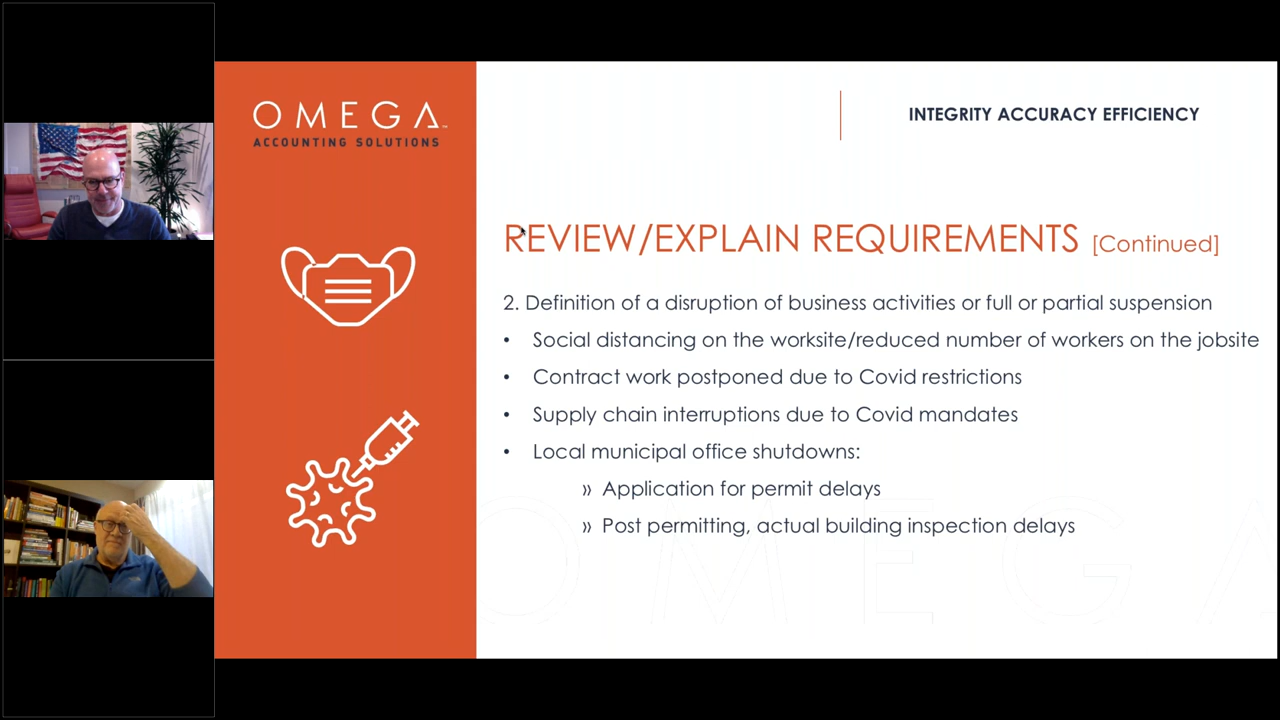 OMEGA
ACCOUNTING SOLUTIONS
INTEGRITY ACCURACY EFFICIENCY
REVIEW/EXPLAIN REQUIREMENTS [Continued]
2. Definition of a disruption of business activities or full or partial suspension
• Social distancing on the worksite/reduced number of workers on the jobsite
• Contract work postponed due to Covid restrictions
• Supply chain interruptions due to Covid mandates
• Local municipal office shutdowns:
» Application for permit delays
» Post permitting, actual building inspection delays
OMEGA